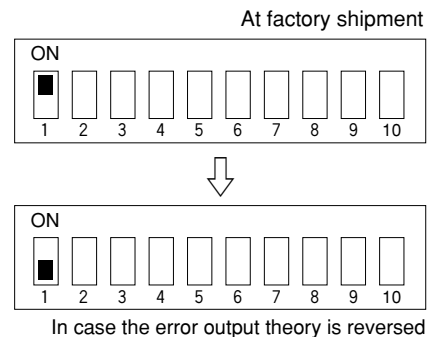 At factory shipment
ON
1 2 3 4 5 6 7 8 9 10
ON
1 2 3 4 5 6 7 8 9 10
In case the error output theory is reversed